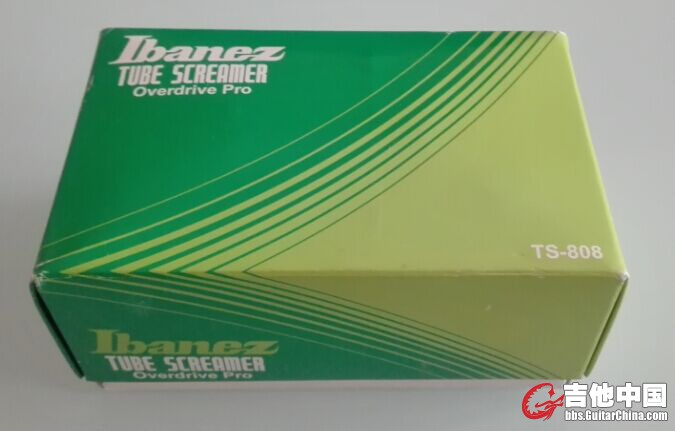 Ibanez
TUBE SCREAMER
Overdrive Pro
TS-808
Ibanez
TUBE SCREAMER
Overdrive Pro
吉他中国
bbs.GuitarChina.com